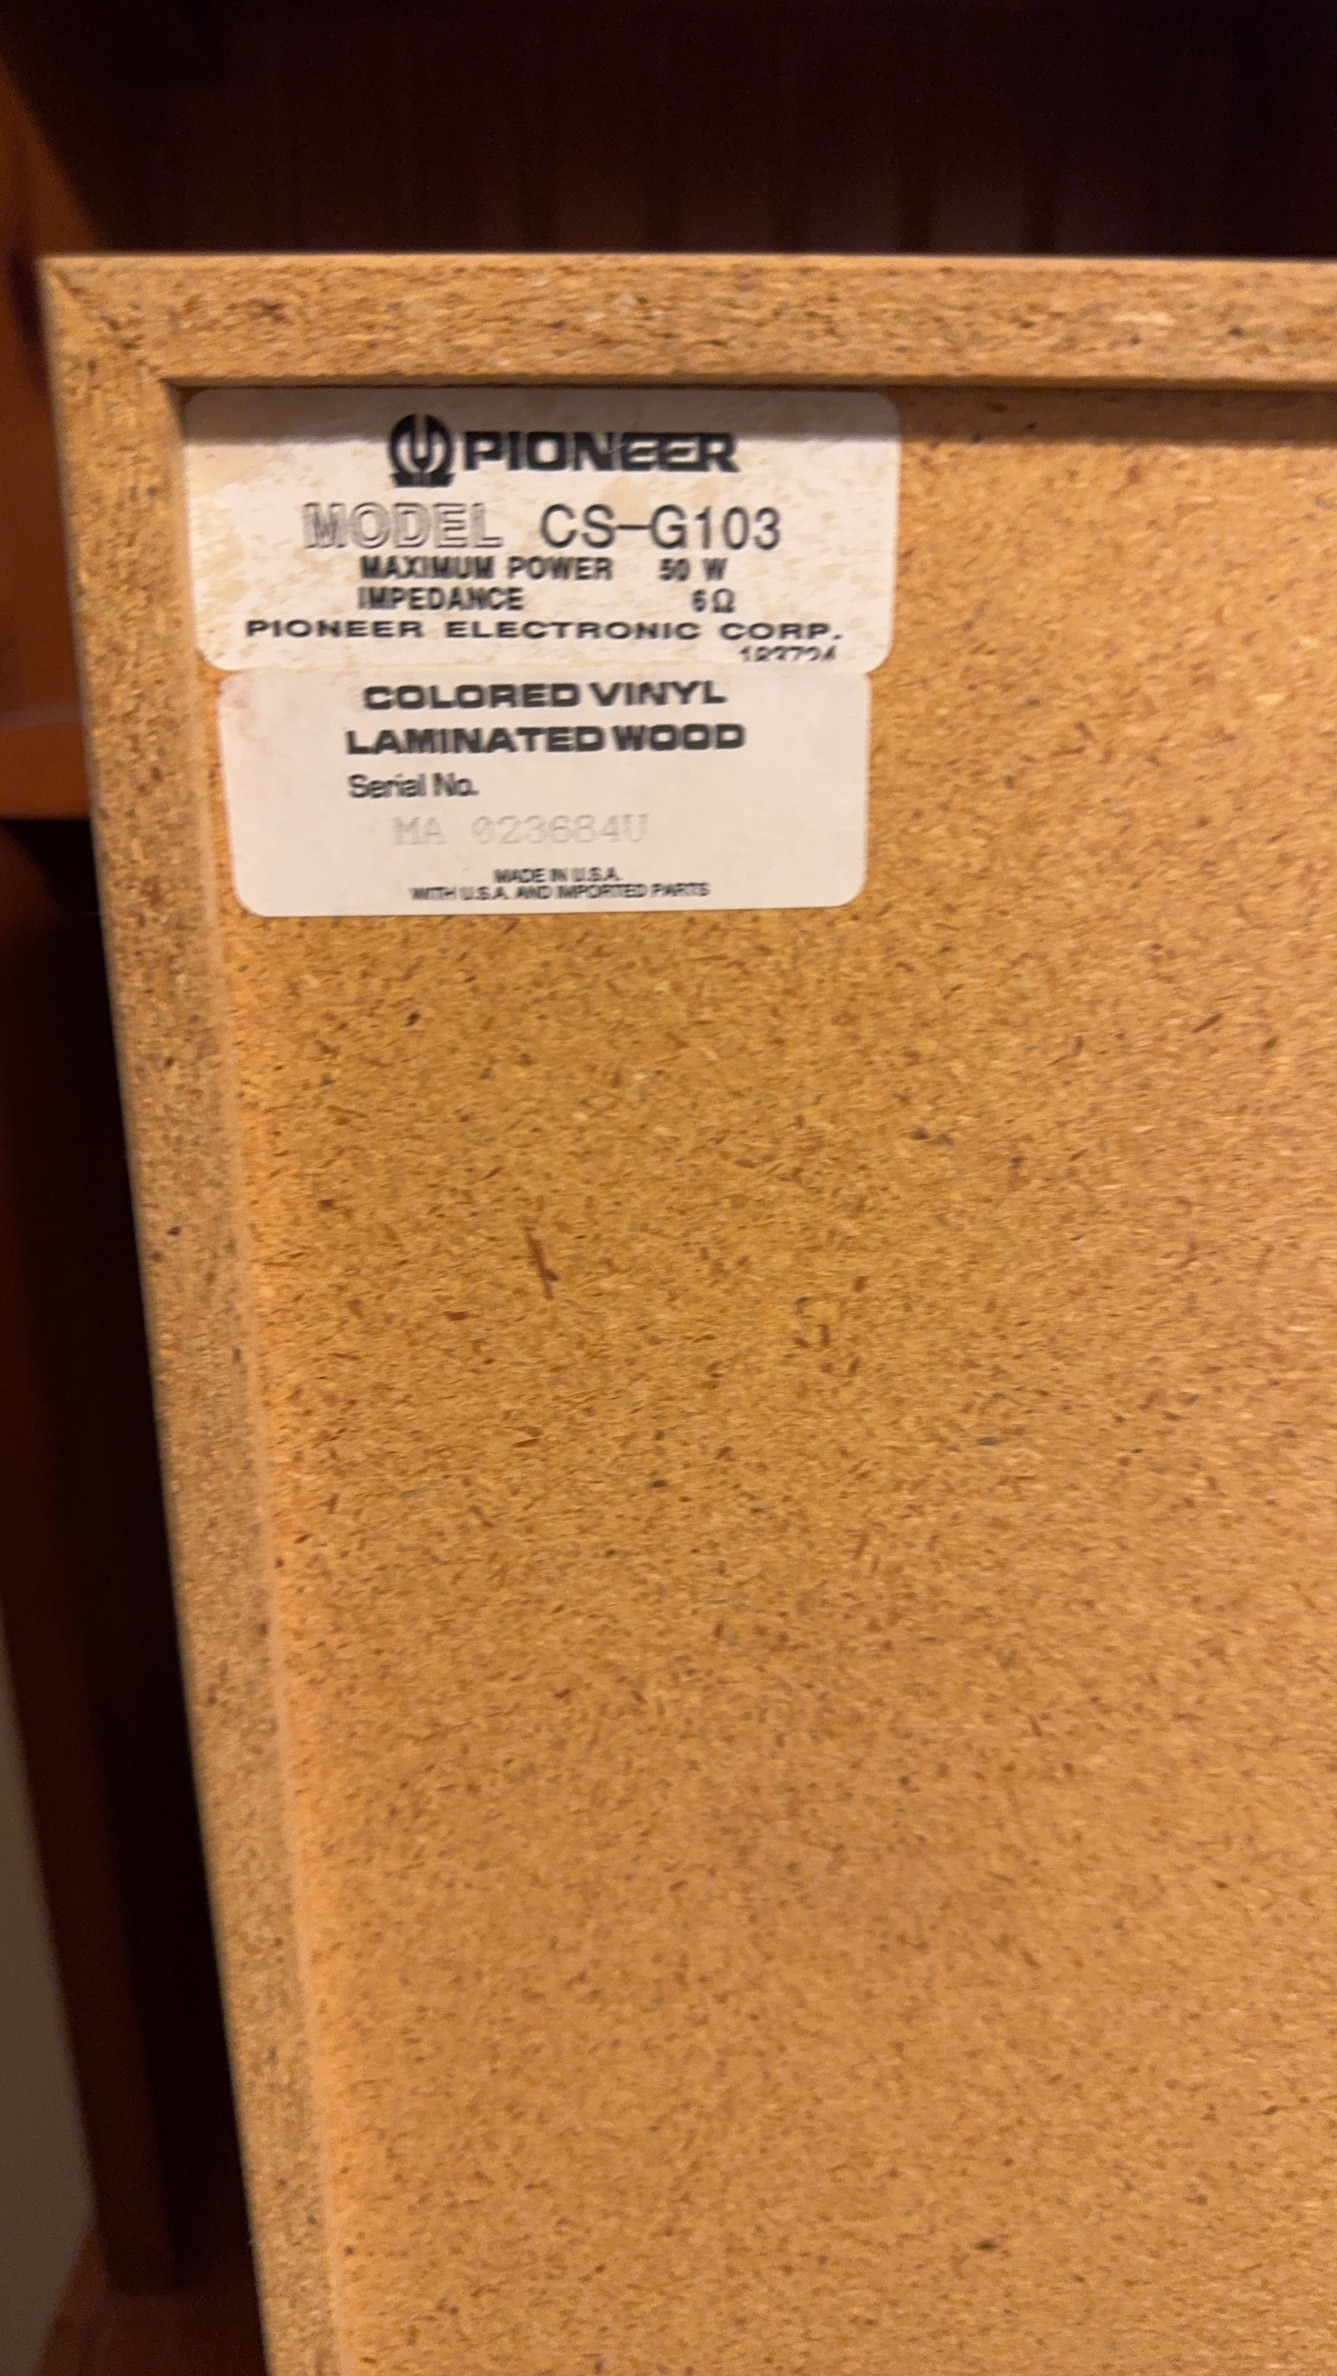 PIONEER
MODEL CS-G103
MAXIMUM POWER 50 W
IMPEDANCE 6Ω
PIONEER ELECTRONIC CORP.
COLORED VINYL
LAMINATED WOOD
Serial No.
MA 023684U
MADE IN U.S.A.
WITH U.S.A. AND IMPORTED PARTS